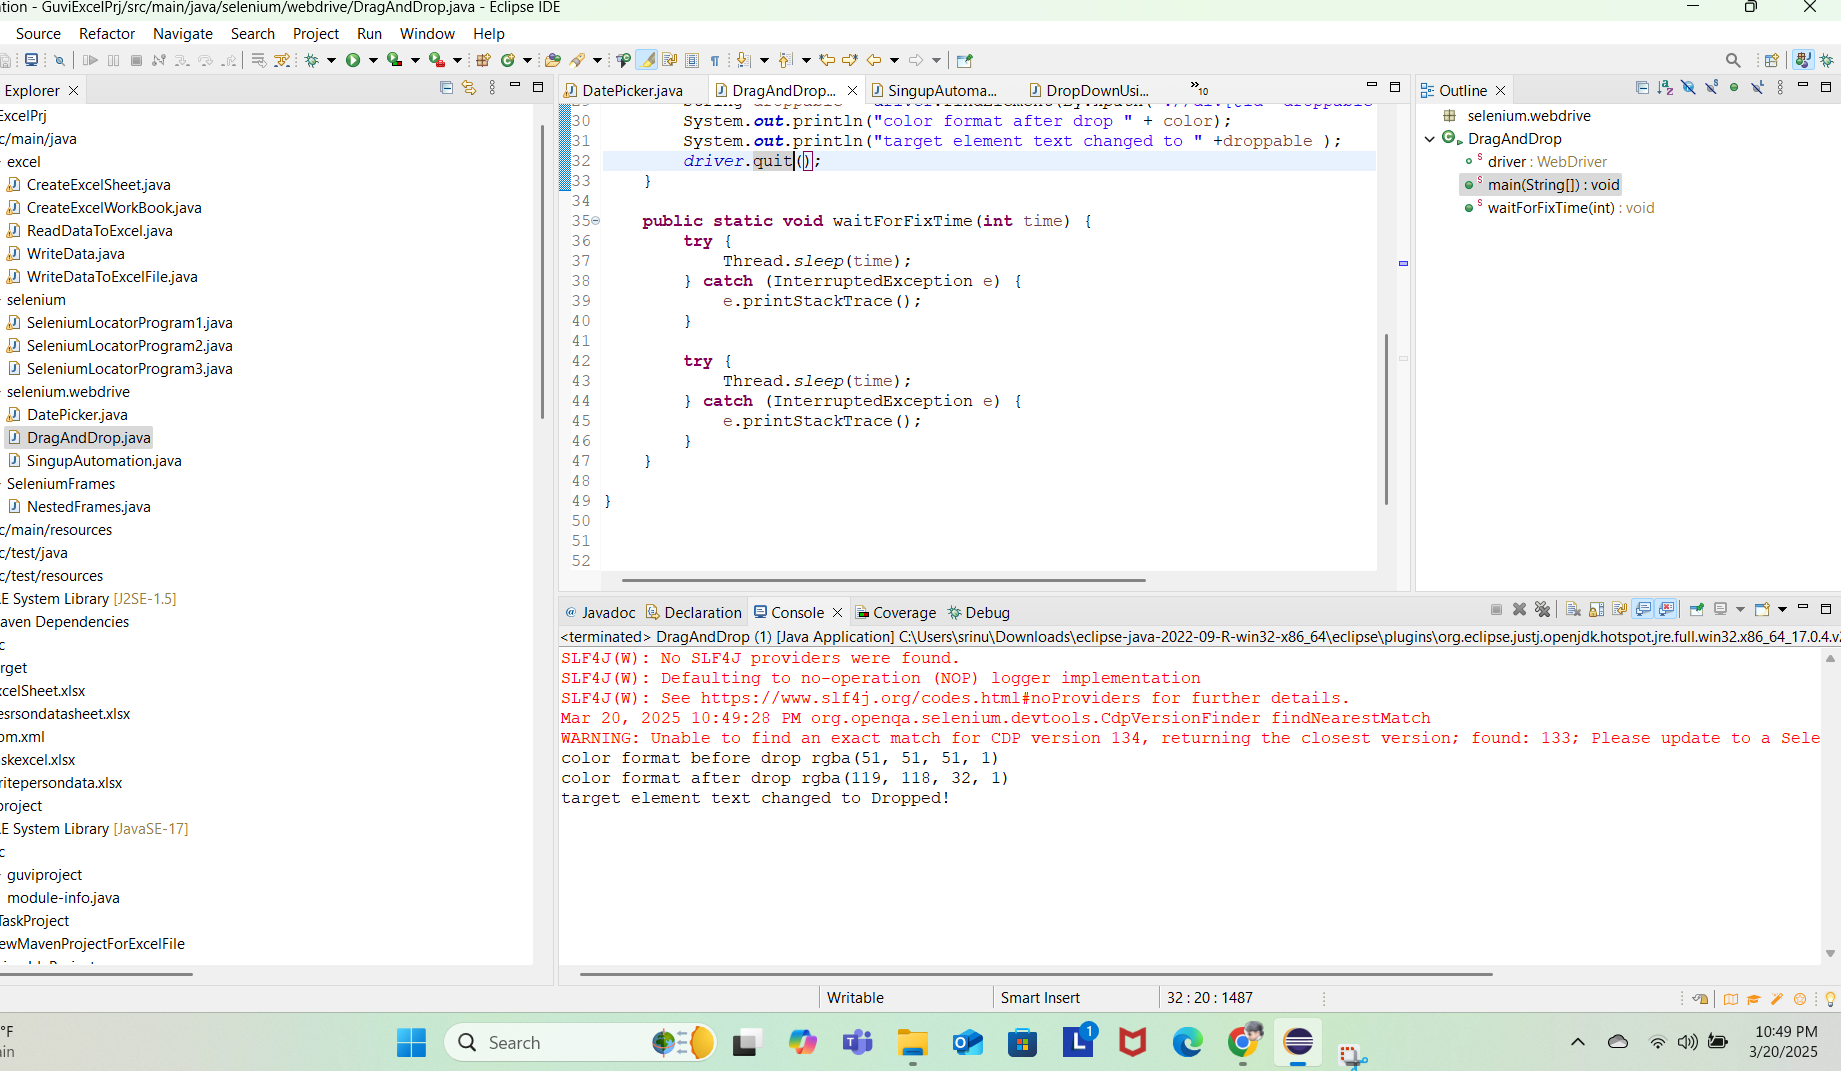 ation - GuviExcelPrj/src/main/java/selenium/webdrive/DragAndDrop.java - Eclipse IDE
Source Refactor Navigate Search Project Run Window Help
Explorer
DatePicker.java DragAndDrop... SingupAutoma... DropDownUsi... »10
Outline
ExcelPrj
c/main/java
excel
CreateExcelSheet.java
CreateExcelWorkBook.java
ReadDataToExcel.java
WriteData.java
WriteDataToExcelFile.java
selenium
SeleniumLocatorProgram1.java
SeleniumLocatorProgram2.java
SeleniumLocatorProgram3.java
selenium.webdrive
DatePicker.java
DragAndDrop.java
SingupAutomation.java
SeleniumFrames
NestedFrames.java
c/main/resources
c/test/java
c/test/resources
E System Library [J2SE-1.5]
aven Dependencies
c
rget
xcelSheet.xlsx
esrsondatasheet.xlsx
om.xml
skexcel.xlsx
ritepersondata.xlsx
project
E System Library [JavaSE-17]
c
guviproject
module-info.java
TaskProject
ewMavenProjectForExcelFile
30 System.out.println("color format after drop " + color);
31 System.out.println("target element text changed to " +droppable );
32 driver.quit();
33 }
34
35 public static void waitForFixTime(int time) {
36 try {
37 Thread.sleep(time);
38 } catch (InterruptedException e) {
39 e.printStackTrace();
40 }
41
42 try {
43 Thread.sleep(time);
44 } catch (InterruptedException e) {
45 e.printStackTrace();
46 }
47 }
48
49 }
50
51
52
selenium.webdrive
DragAndDrop
driver : WebDriver
main(String[]) : void
waitForFixTime(int) : void
@ Javadoc Declaration Console Coverage Debug
<terminated> DragAndDrop (1) [Java Application] C:\Users\srinu\Downloads\eclipse-java-2022-09-R-win32-x86_64\eclipse\plugins\org.eclipse.justj.openjdk.hotspot.jre.full.win32.x86_64_17.0.4.v2
SLF4J(W): No SLF4J providers were found.
SLF4J(W): Defaulting to no-operation (NOP) logger implementation
SLF4J(W): See https://www.slf4j.org/codes.html#noProviders for further details.
Mar 20, 2025 10:49:28 PM org.openqa.selenium.devtools.CdpVersionFinder findNearestMatch
WARNING: Unable to find an exact match for CDP version 134, returning the closest version; found: 133; Please update to a Sele
color format before drop rgba(51, 51, 51, 1)
color format after drop rgba(119, 118, 32, 1)
target element text changed to Dropped!
Writable Smart Insert 32 : 20 : 1487
°F
in
Search
1
10:49 PM
3/20/2025